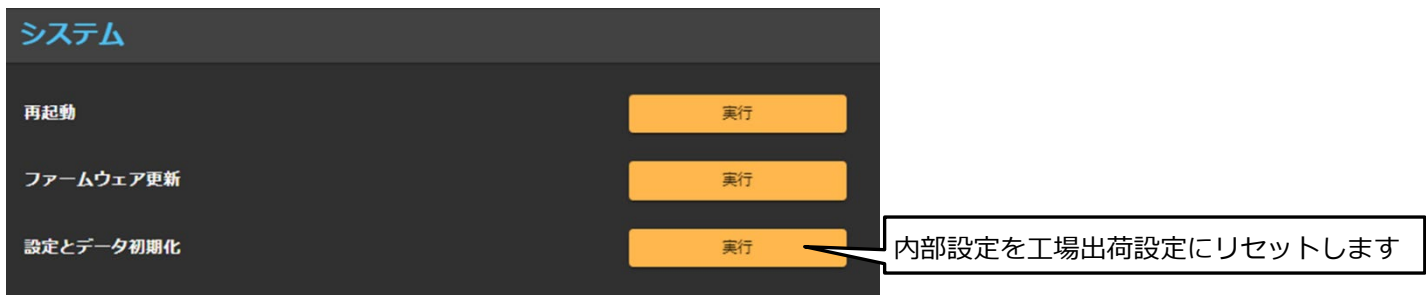 システム
再起動 実行
ファームウェア更新 実行
設定とデータ初期化 実行 内部設定を工場出荷設定にリセットします